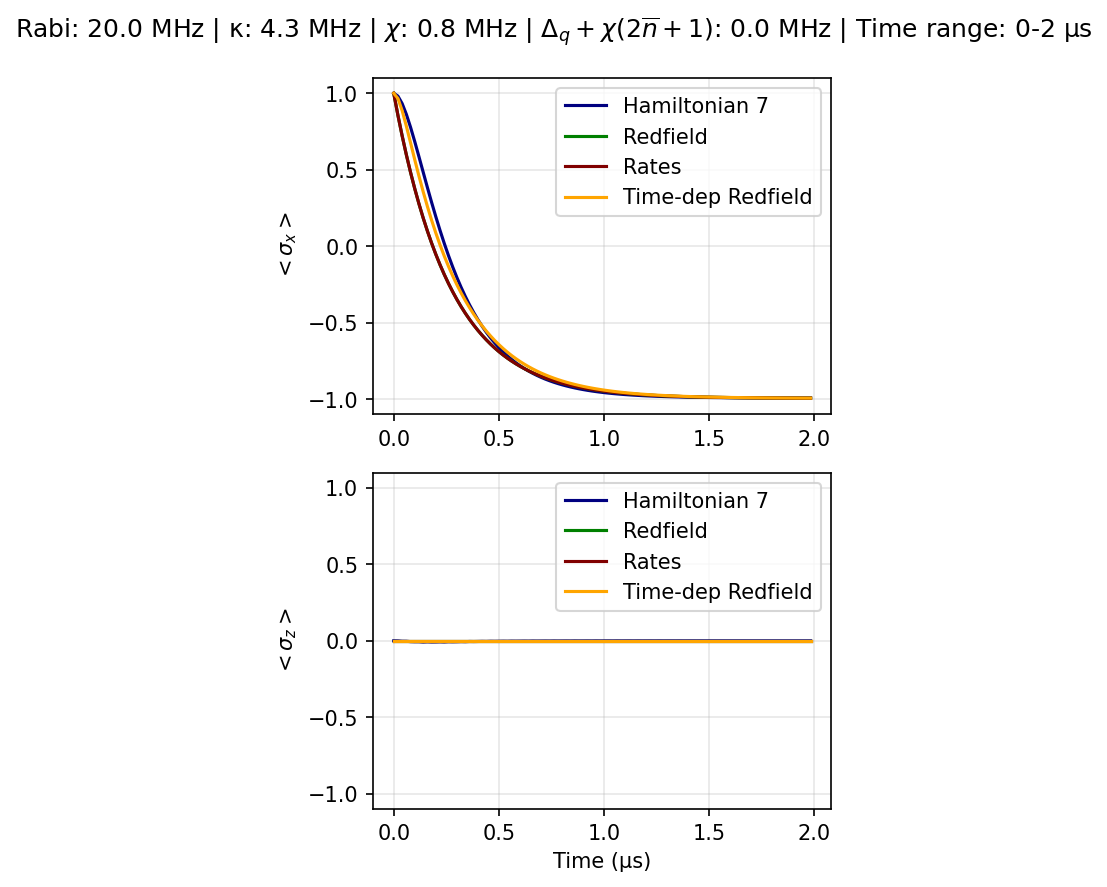 Rabi: 20.0 MHz | κ: 4.3 MHz | χ: 0.8 MHz | Δ_q + χ(2n̅ + 1): 0.0 MHz | Time range: 0-2 µs
1.0
0.5
0.0
−0.5
−1.0
< σ_x >
Hamiltonian 7
Redfield
Rates
Time-dep Redfield
0.0 0.5 1.0 1.5 2.0
1.0
0.5
0.0
−0.5
−1.0
< σ_z >
Hamiltonian 7
Redfield
Rates
Time-dep Redfield
0.0 0.5 1.0 1.5 2.0
Time (µs)